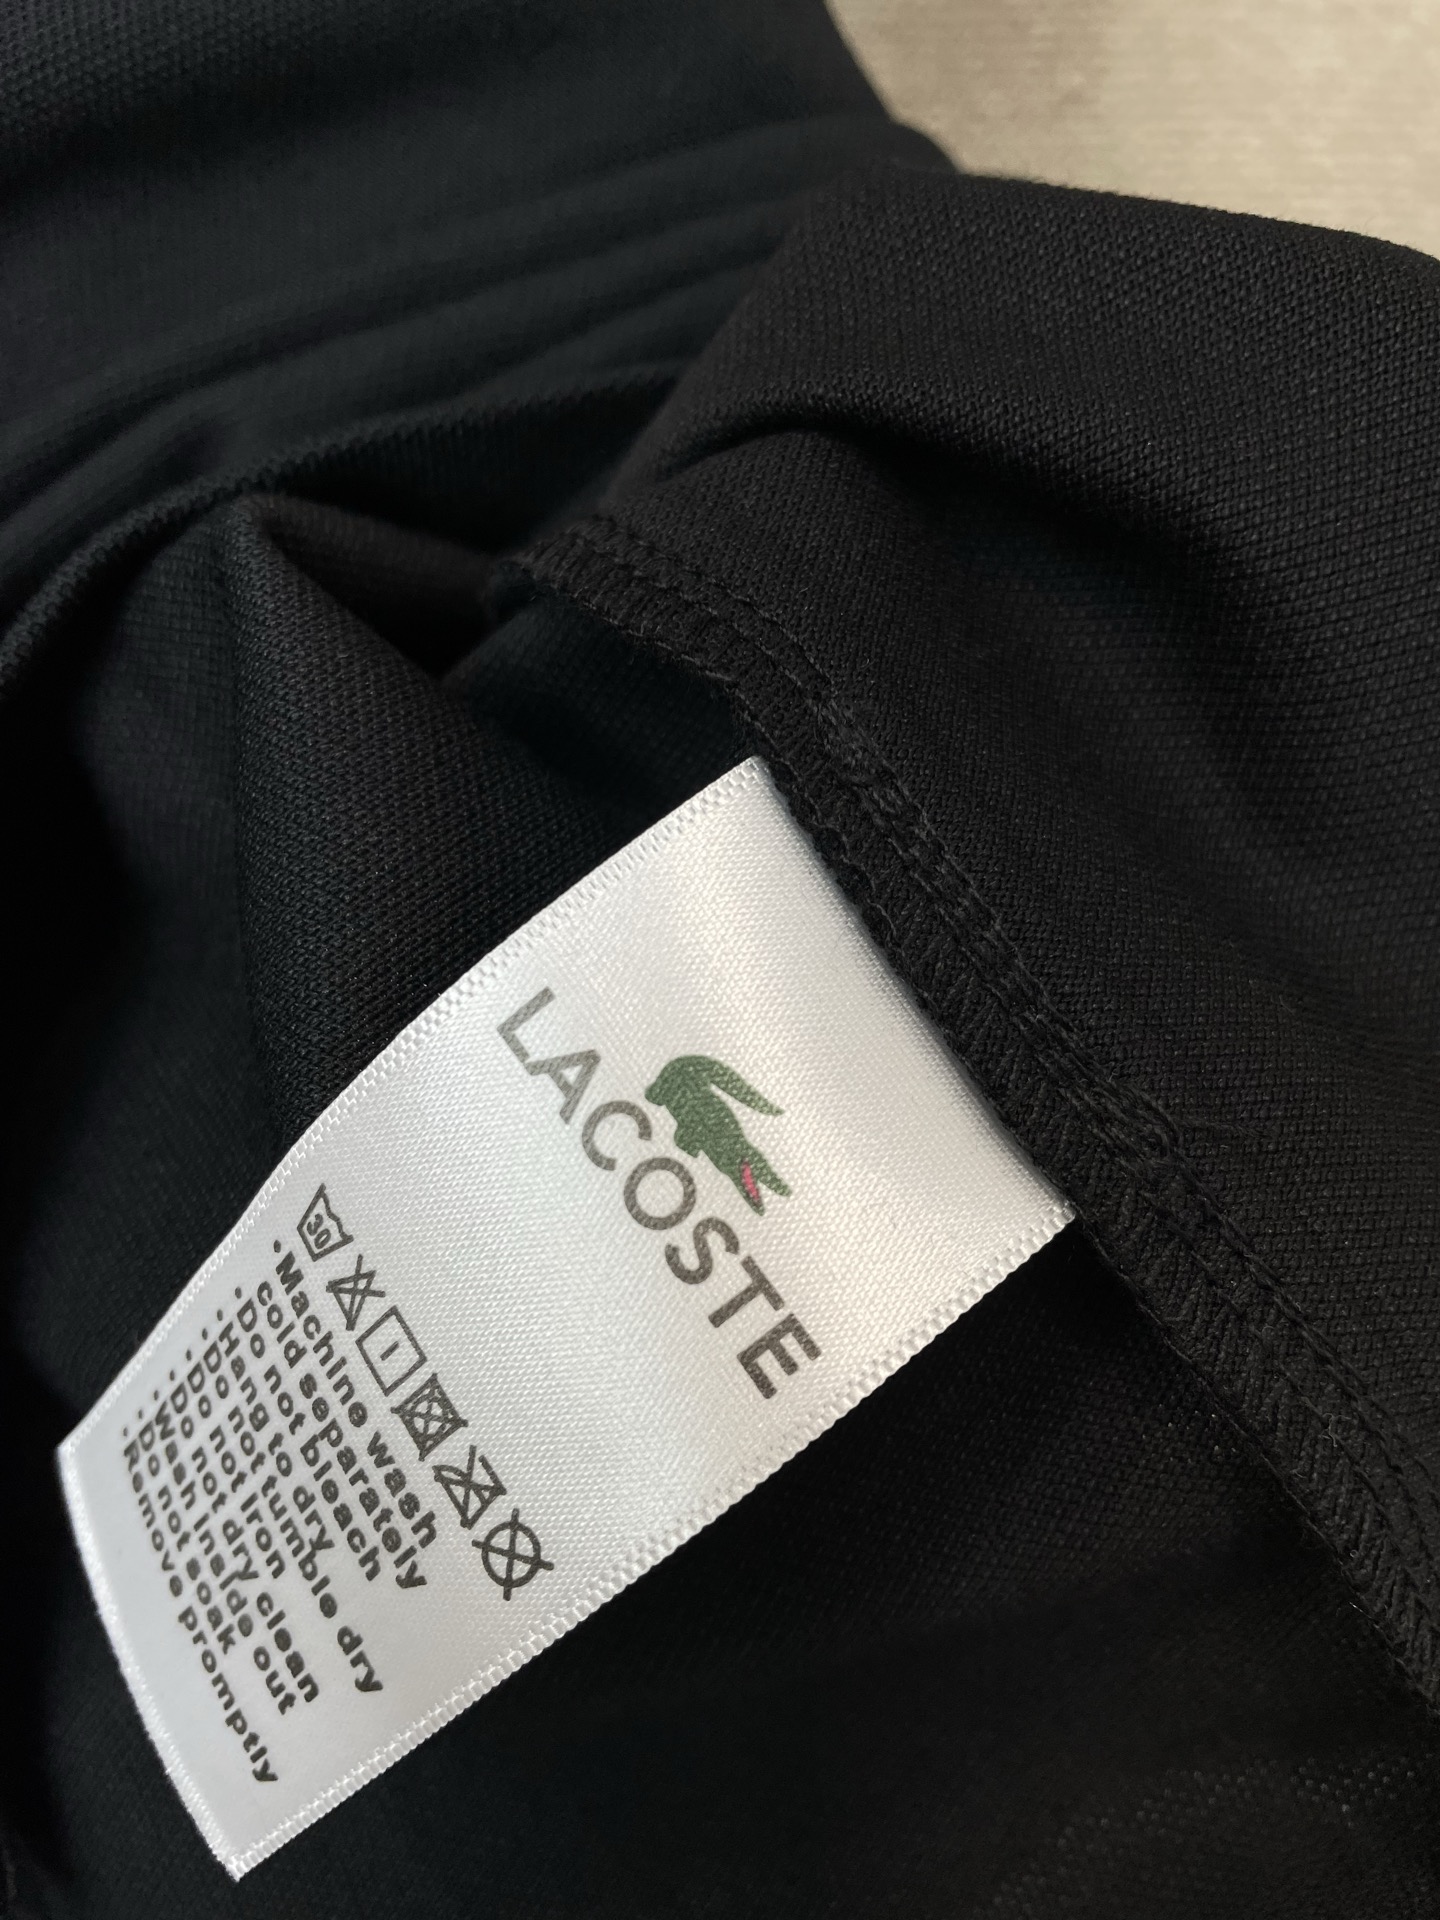 LACOSTE
30
·Machine wash
cold separately
·Do not bleach
·Hang to dry
·Do not tumble dry
·Do not iron
·Do not dry clean
·Wash inside out
·Do not soak
·Remove promptly